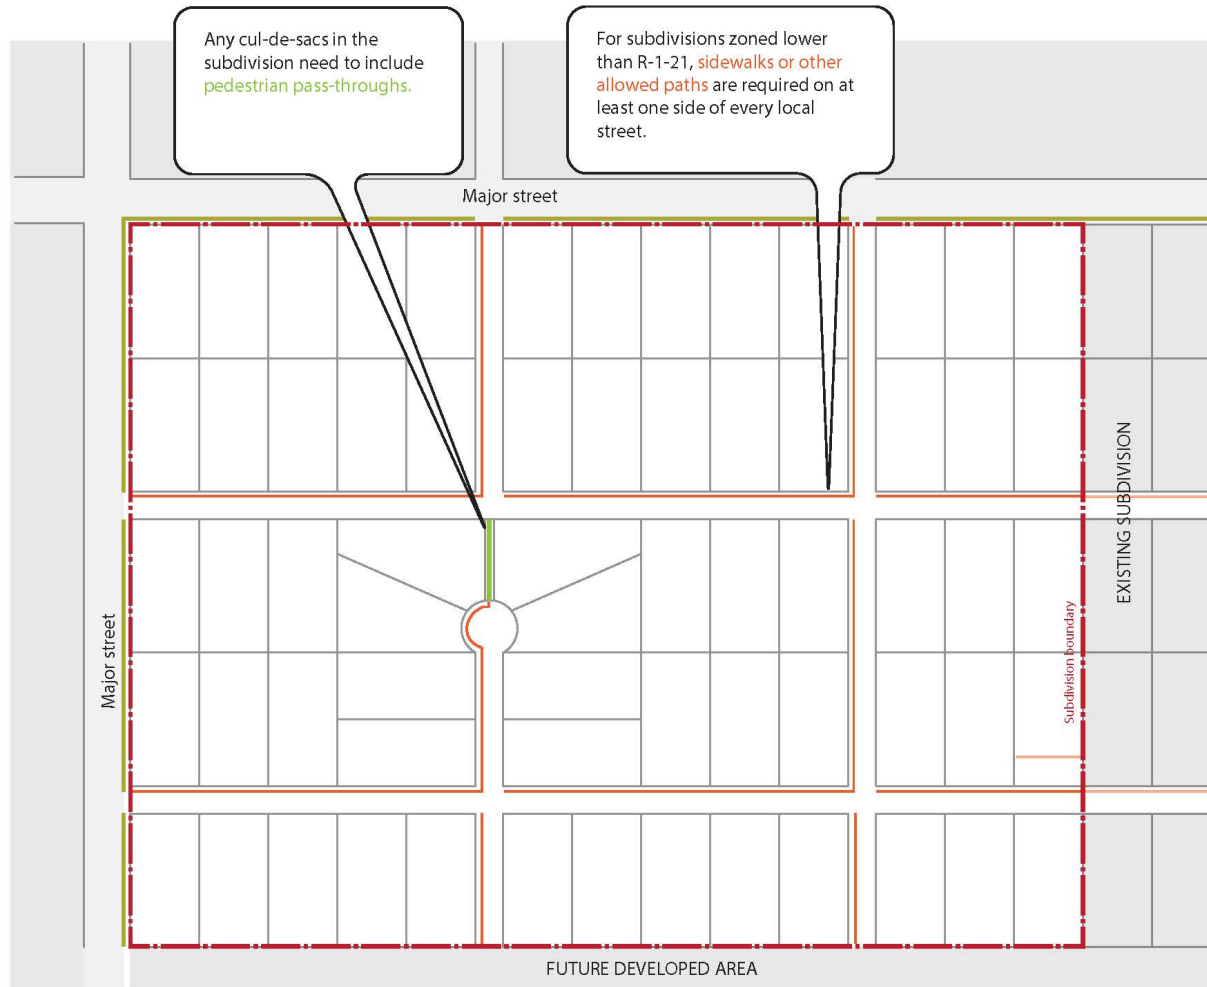 Any cul-de-sacs in the
subdivision need to include
pedestrian pass-throughs.
For subdivisions zoned lower
than R-1-21, sidewalks or other
allowed paths are required on at
least one side of every local
street.
Major street
Major street
EXISTING SUBDIVISION
Subdivision boundary
FUTURE DEVELOPED AREA